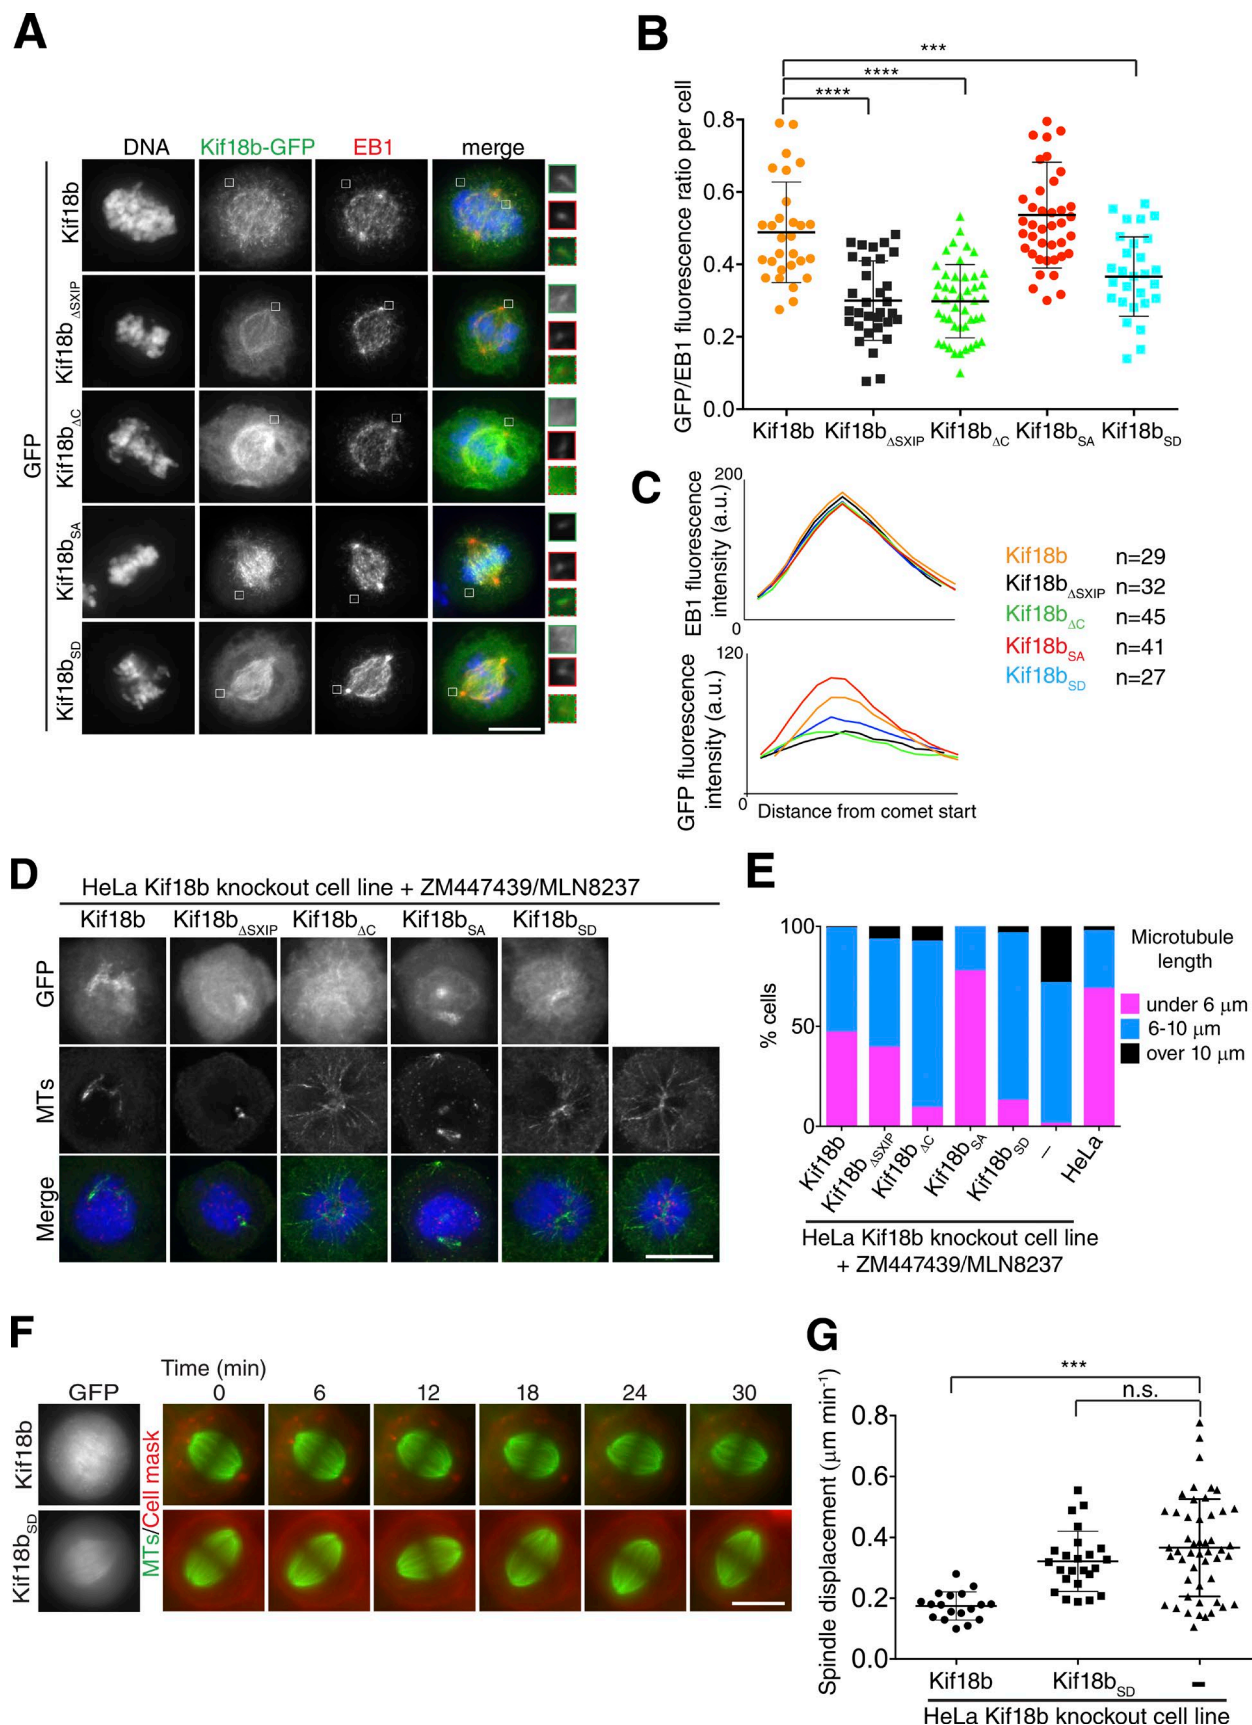 A
DNA
Kif18b-GFP
EB1
merge
GFP
Kif18b
Kif18bΔSXIP
Kif18bΔC
Kif18bSA
Kif18bSD
B
***
****
****
GFP/EB1 fluorescence ratio per cell
0.8
0.6
0.4
0.2
0.0
Kif18b Kif18bΔSXIP Kif18bΔC Kif18bSA Kif18bSD
C
EB1 fluorescence
intensity (a.u.)
200
0
GFP fluorescence
intensity (a.u.)
120
0
Distance from comet start
Kif18b n=29
Kif18bΔSXIP n=32
Kif18bΔC n=45
Kif18bSA n=41
Kif18bSD n=27
D
HeLa Kif18b knockout cell line + ZM447439/MLN8237
Kif18b Kif18bΔSXIP Kif18bΔC Kif18bSA Kif18bSD
GFP
MTs
Merge
E
% cells
100
50
0
Microtubule
length
under 6 μm
6-10 μm
over 10 μm
Kif18b Kif18bΔSXIP Kif18bΔC Kif18bSA Kif18bSD – HeLa
HeLa Kif18b knockout cell line
+ ZM447439/MLN8237
F
Time (min)
GFP 0 6 12 18 24 30
Kif18b
Kif18bSD
MTs/Cell mask
G
***
n.s.
Spindle displacement (μm min-1)
0.8
0.6
0.4
0.2
0.0
Kif18b Kif18bSD -
HeLa Kif18b knockout cell line